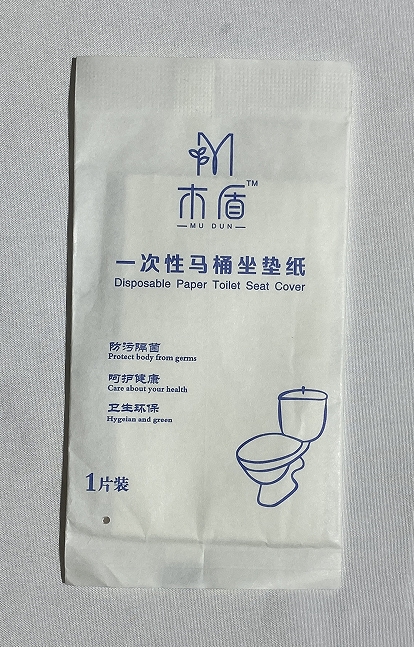 木盾™
MU DUN
一次性马桶坐垫纸
Disposable Paper Toilet Seat Cover
防污隔菌
Protect body from germs
呵护健康
Care about your health
卫生环保
Hygeian and green
1片装